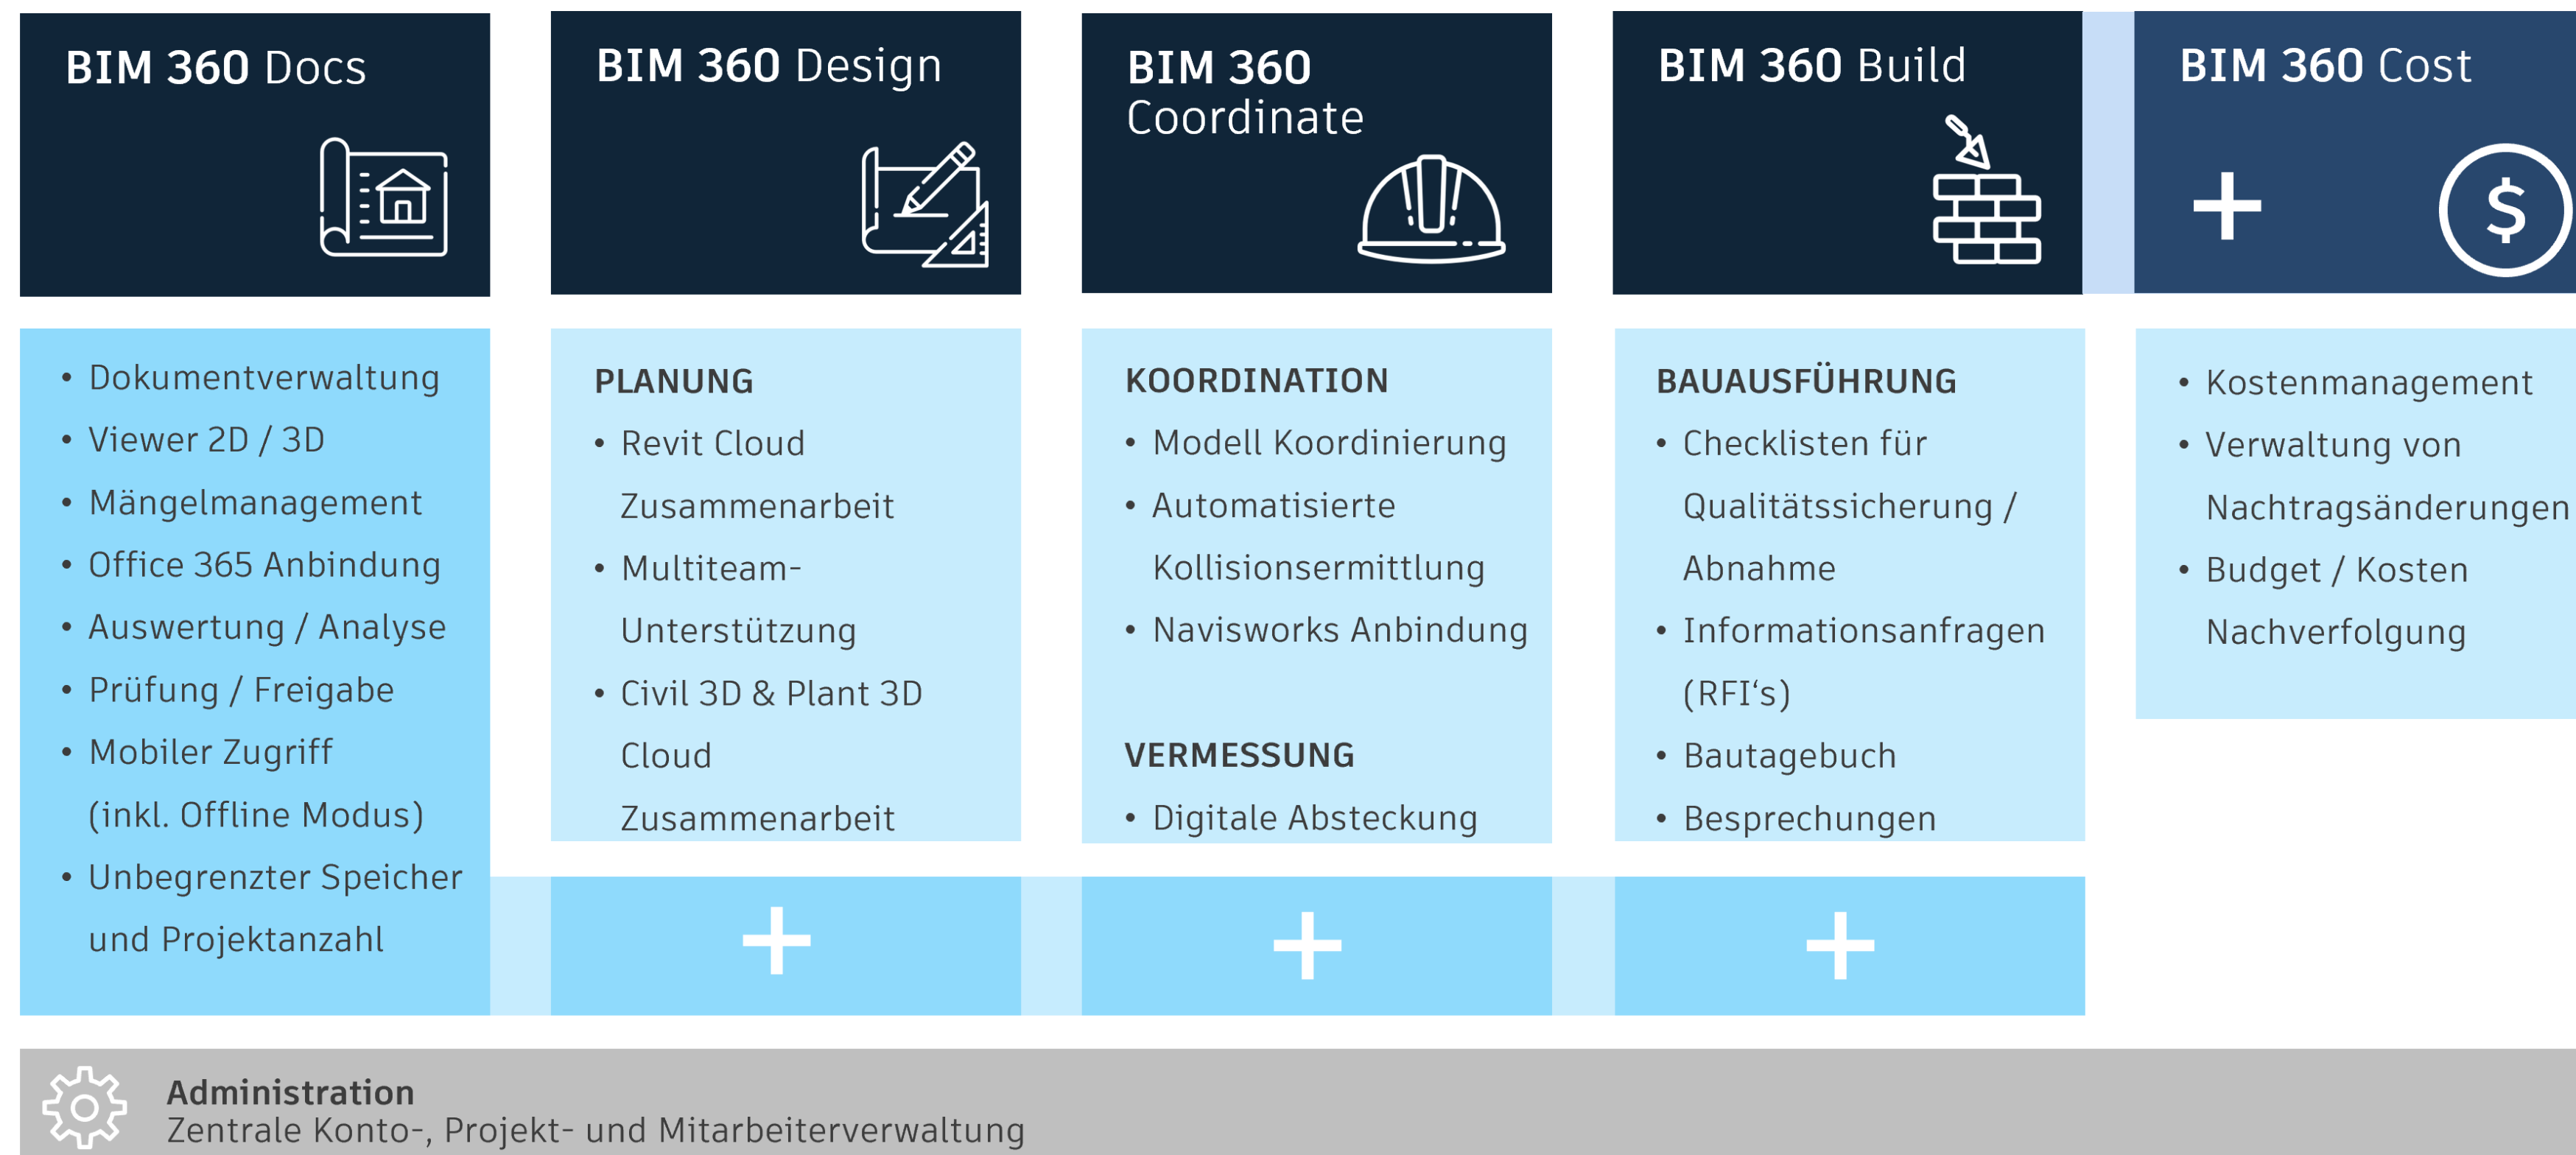 BIM 360 Docs
• Dokumentverwaltung
• Viewer 2D / 3D
• Mängelmanagement
• Office 365 Anbindung
• Auswertung / Analyse
• Prüfung / Freigabe
• Mobiler Zugriff
(inkl. Offline Modus)
• Unbegrenzter Speicher
und Projektanzahl
BIM 360 Design
PLANUNG
• Revit Cloud
Zusammenarbeit
• Multiteam-
Unterstützung
• Civil 3D & Plant 3D
Cloud
Zusammenarbeit
+
BIM 360
Coordinate
KOORDINATION
• Modell Koordinierung
• Automatisierte
Kollisionsermittlung
• Navisworks Anbindung
VERMESSUNG
• Digitale Absteckung
+
BIM 360 Build
BAUAUSFÜHRUNG
• Checklisten für
Qualitätssicherung /
Abnahme
• Informationsanfragen
(RFI‘s)
• Bautagebuch
• Besprechungen
+
BIM 360 Cost
+ $
• Kostenmanagement
• Verwaltung von
Nachtragsänderungen
• Budget / Kosten
Nachverfolgung
Administration
Zentrale Konto-, Projekt- und Mitarbeiterverwaltung